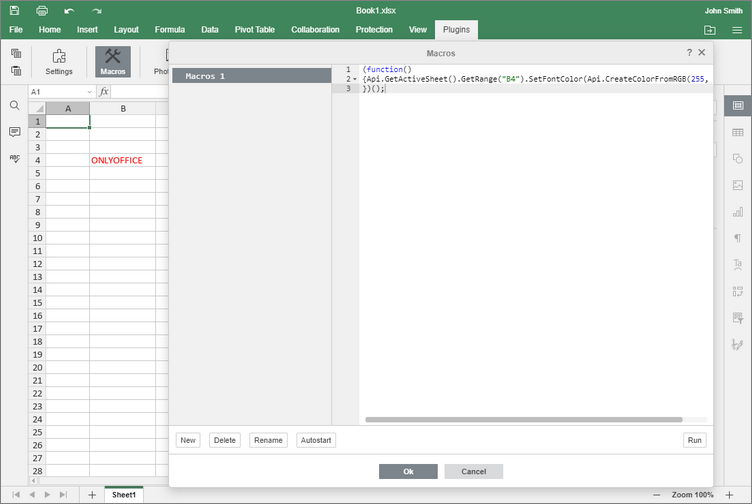 Book1.xlsx
John Smith
File Home Insert Layout Formula Data Pivot Table Collaboration Protection View Plugins
Settings
Macros
Macros
?
Macros 1
1 (function()
2 {Api.GetActiveSheet().GetRange("B4").SetFontColor(Api.CreateColorFromRGB(255,
3 })();
A1
fx
A B
1
2
3
4 ONLYOFFICE
5
6
7
8
9
10
11
12
13
14
15
16
17
18
19
20
21
22
23
24
25
26
27
28
ABC
New Delete Rename Autostart Run
Ok Cancel
Sheet1
Zoom 100%